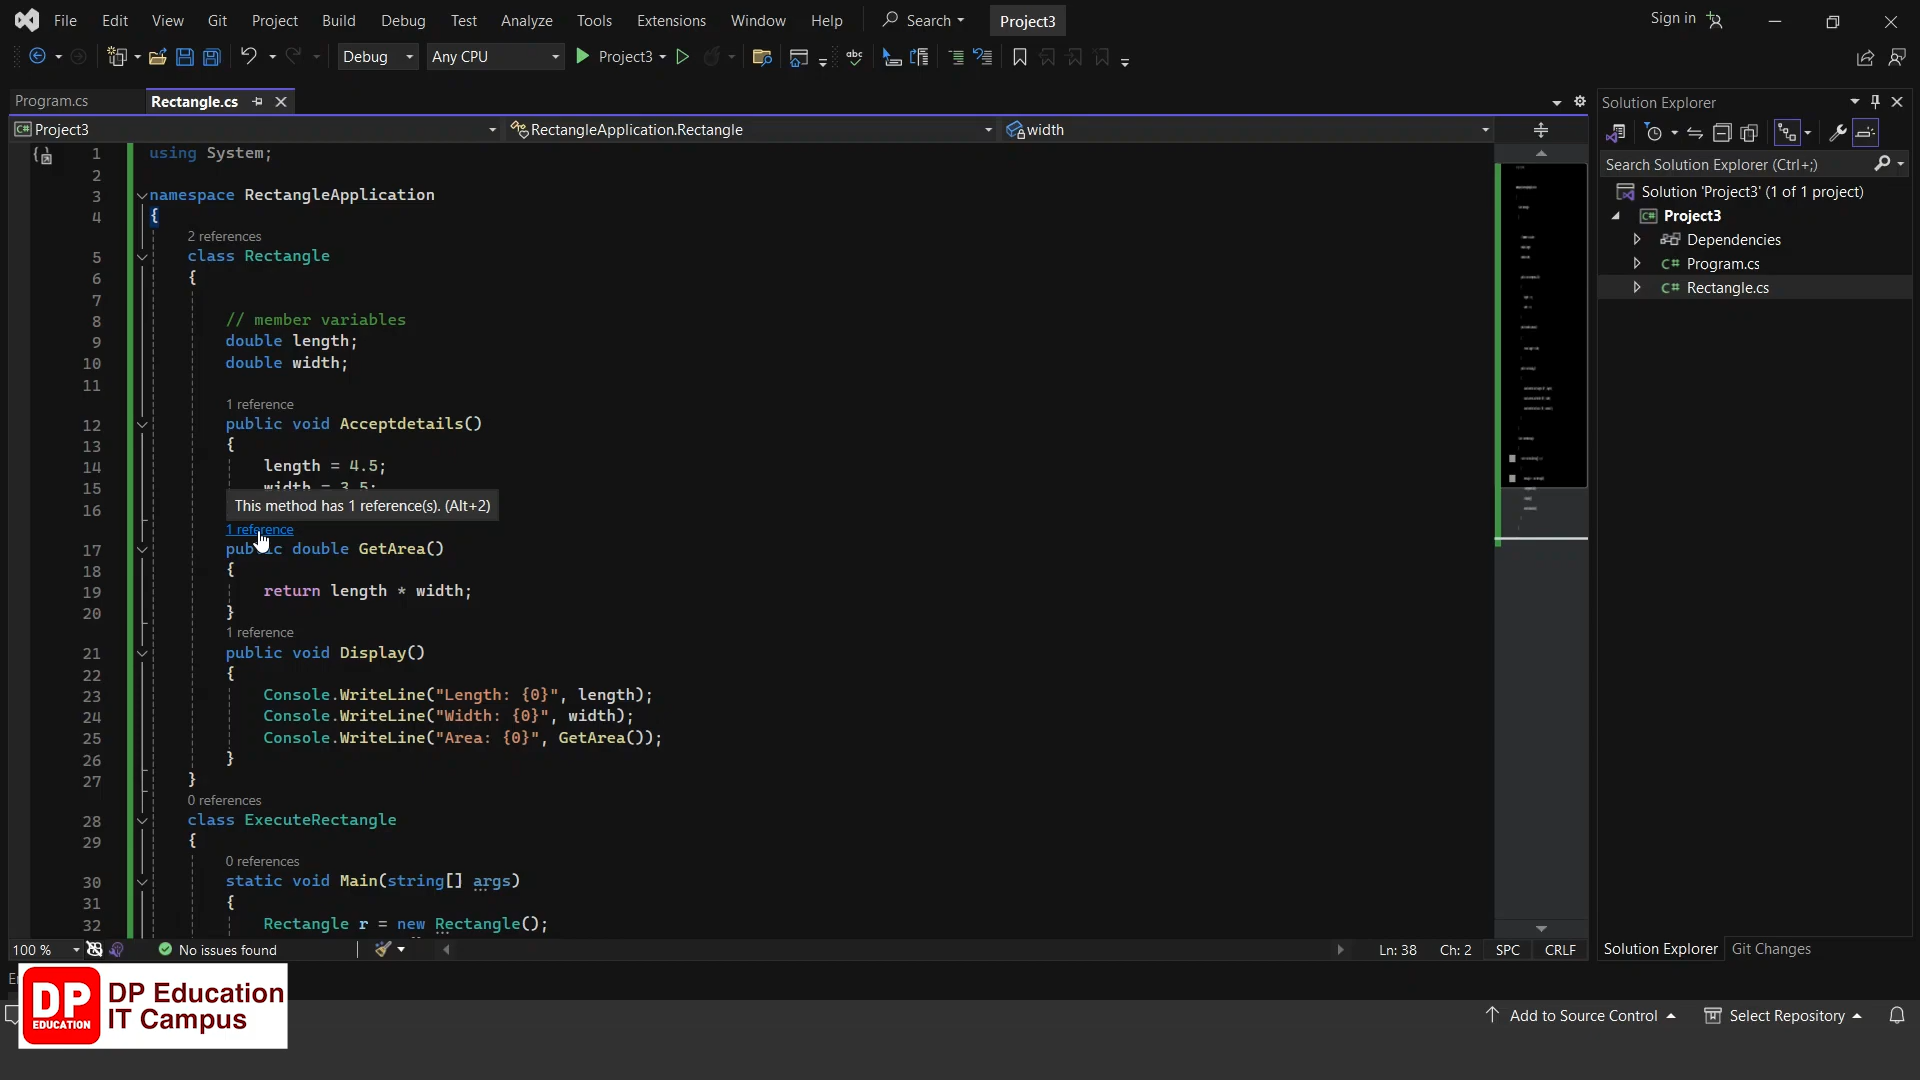 File Edit View Git Project Build Debug Test Analyze Tools Extensions Window Help Search Project3 Sign in
Debug Any CPU Project3 abc
Program.cs Rectangle.cs
Project3 RectangleApplication.Rectangle width
1 using System;
2
3 namespace RectangleApplication
4 {
2 references
5 class Rectangle
6 {
7
8 // member variables
9 double length;
10 double width;
11
1 reference
12 public void Acceptdetails()
13 {
14 length = 4.5;
15 width = 3.5;
16
This method has 1 reference(s). (Alt+2)
1 reference
17 public double GetArea()
18 {
19 return length * width;
20 }
1 reference
21 public void Display()
22 {
23 Console.WriteLine("Length: {0}", length);
24 Console.WriteLine("Width: {0}", width);
25 Console.WriteLine("Area: {0}", GetArea());
26 }
27 }
0 references
28 class ExecuteRectangle
29 {
0 references
30 static void Main(string[] args)
31 {
32 Rectangle r = new Rectangle();
100 % No issues found Ln: 38 Ch: 2 SPC CRLF
Solution Explorer
Search Solution Explorer (Ctrl+;)
Solution 'Project3' (1 of 1 project)
Project3
Dependencies
C# Program.cs
C# Rectangle.cs
Solution Explorer Git Changes
DP
EDUCATION
DP Education
IT Campus
Add to Source Control Select Repository